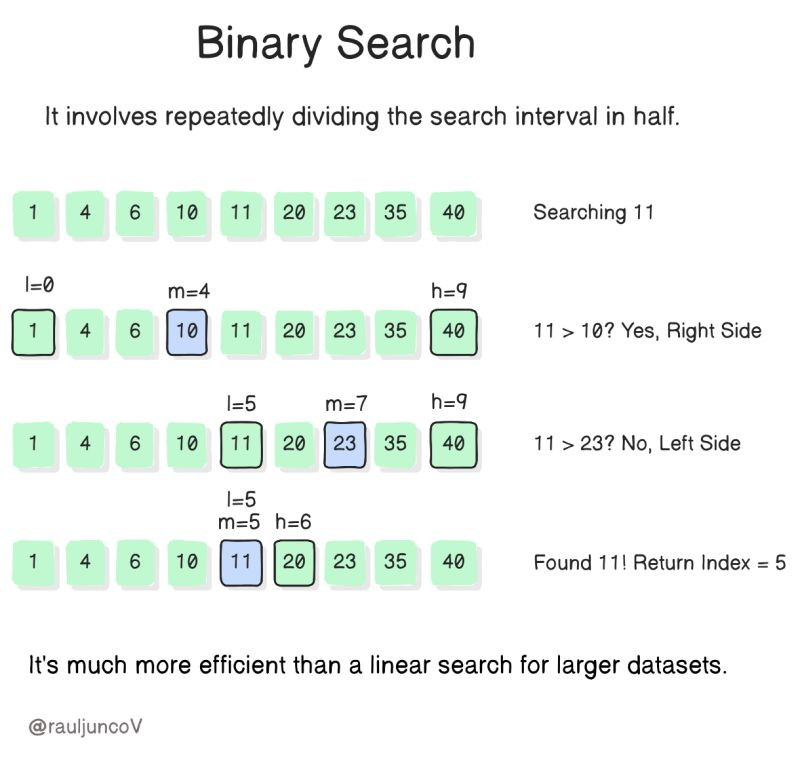 Binary Search
It involves repeatedly dividing the search interval in half.
1 4 6 10 11 20 23 35 40 Searching 11
l=0 m=4 h=9
1 4 6 10 11 20 23 35 40 11 > 10? Yes, Right Side
l=5 m=7 h=9
1 4 6 10 11 20 23 35 40 11 > 23? No, Left Side
l=5
m=5 h=6
1 4 6 10 11 20 23 35 40 Found 11! Return Index = 5
It's much more efficient than a linear search for larger datasets.
@rauljuncoV